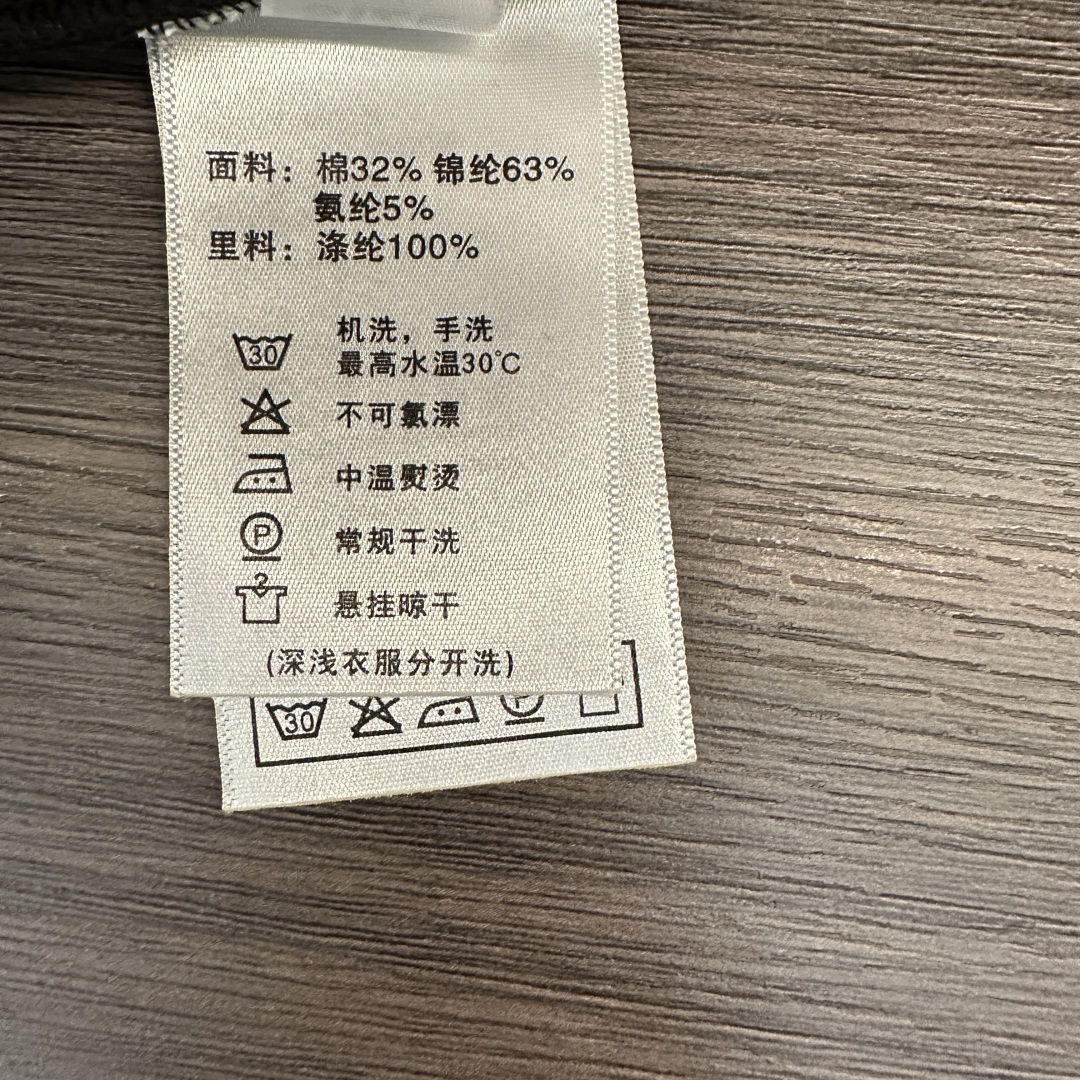 面料：棉32% 锦纶63%
氨纶5%
里料：涤纶100%
30 机洗，手洗
最高水温30℃
不可氯漂
中温熨烫
P 常规干洗
悬挂晾干
(深浅衣服分开洗)
30 P